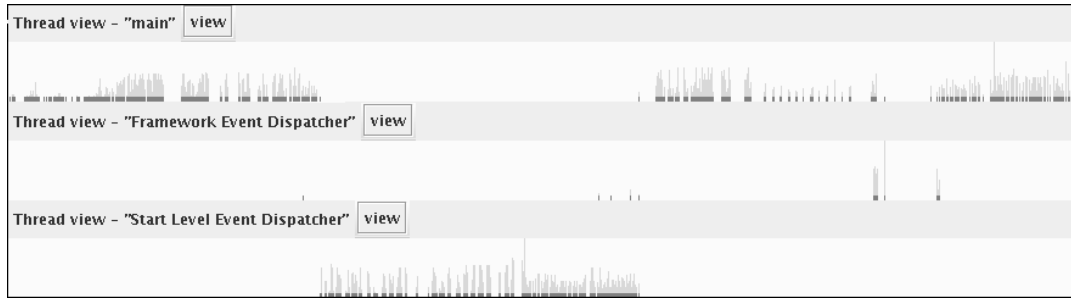 Thread view - "main" view
Thread view - "Framework Event Dispatcher" view
Thread view - "Start Level Event Dispatcher" view